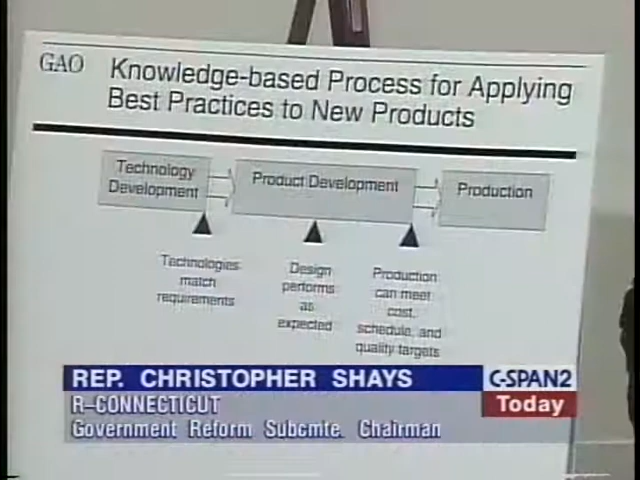 GAO
Knowledge-based Process for Applying
Best Practices to New Products
Technology
Development
Product Development
Production
Technologies
match
requirements
Design
performs
as
expected
Production
can meet
cost,
schedule, and
quality targets
REP. CHRISTOPHER SHAYS
R-CONNECTICUT
Government Reform Subcmte. Chairman
C-SPAN2
Today